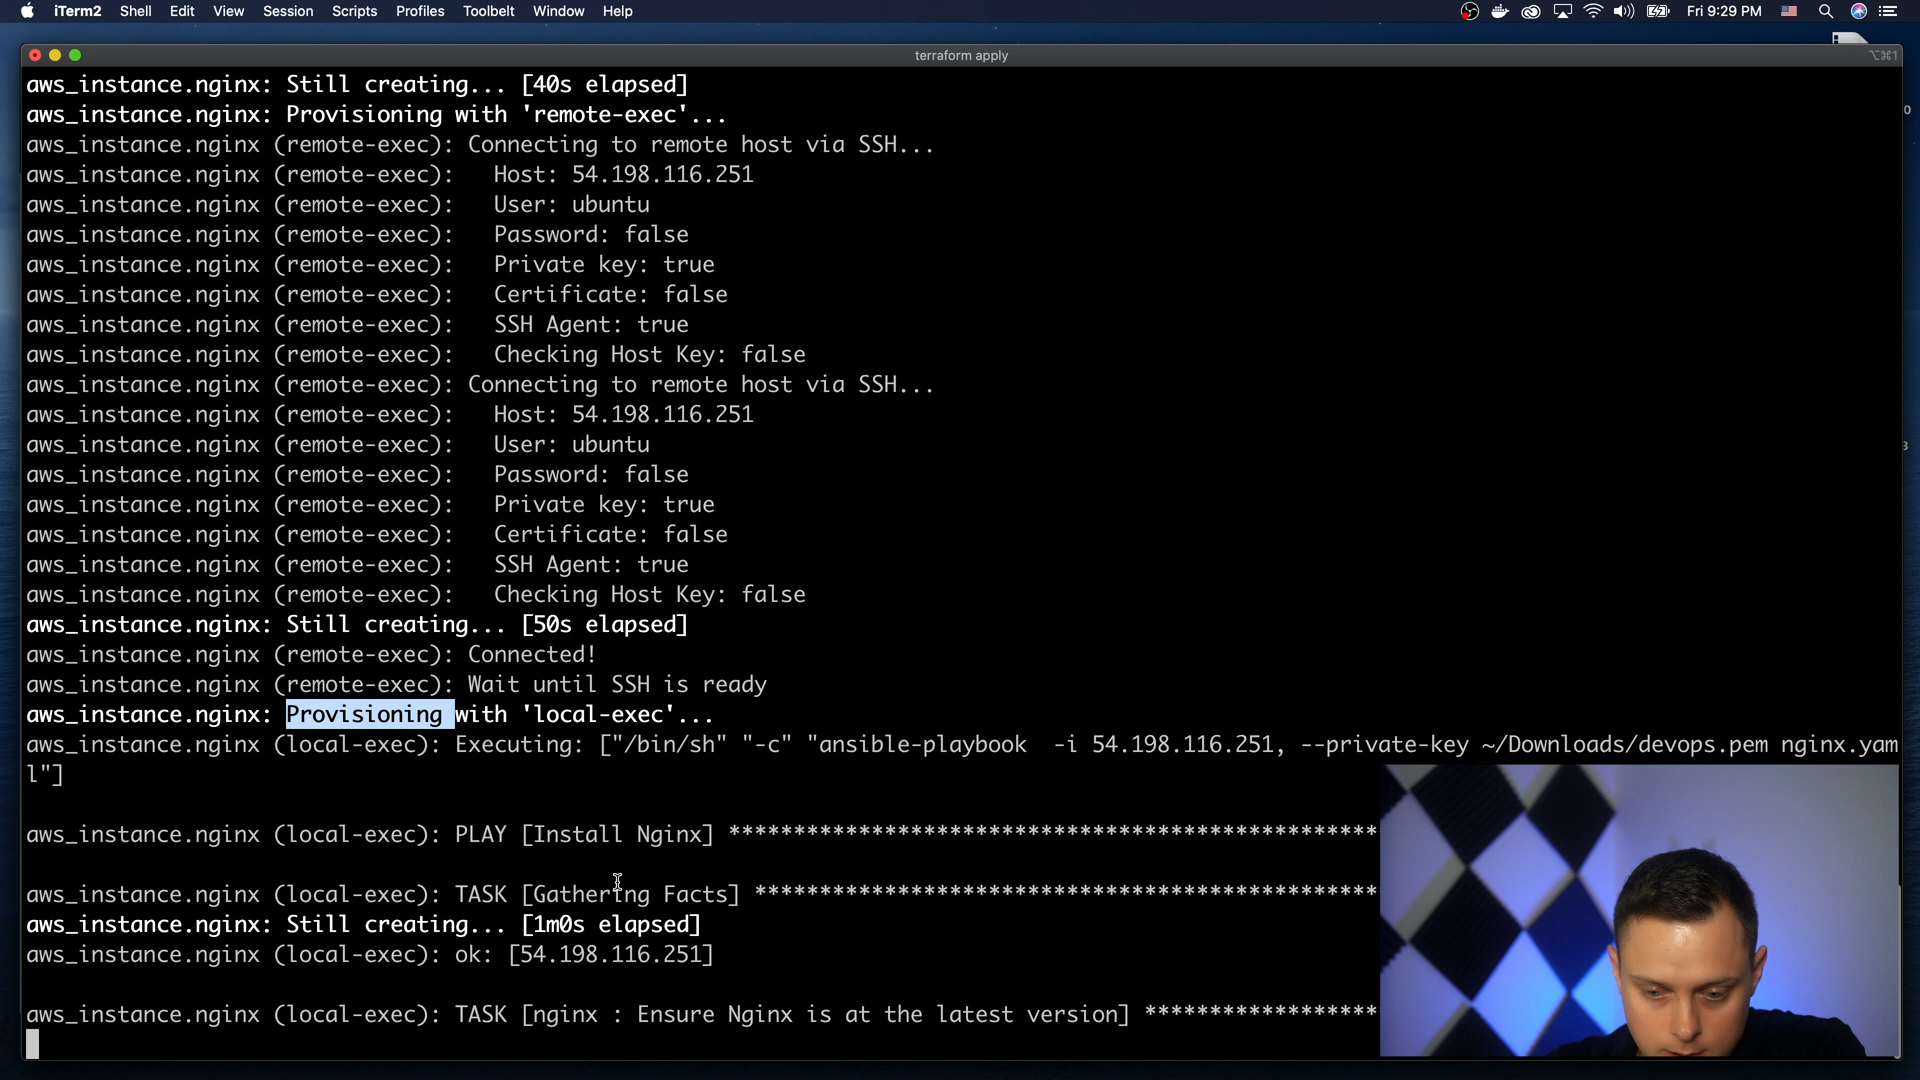 iTerm2 Shell Edit View Session Scripts Profiles Toolbelt Window Help Fri 9:29 PM
terraform apply ⌥⌘1
aws_instance.nginx: Still creating... [40s elapsed]
aws_instance.nginx: Provisioning with 'remote-exec'...
aws_instance.nginx (remote-exec): Connecting to remote host via SSH...
aws_instance.nginx (remote-exec):   Host: 54.198.116.251
aws_instance.nginx (remote-exec):   User: ubuntu
aws_instance.nginx (remote-exec):   Password: false
aws_instance.nginx (remote-exec):   Private key: true
aws_instance.nginx (remote-exec):   Certificate: false
aws_instance.nginx (remote-exec):   SSH Agent: true
aws_instance.nginx (remote-exec):   Checking Host Key: false
aws_instance.nginx (remote-exec): Connecting to remote host via SSH...
aws_instance.nginx (remote-exec):   Host: 54.198.116.251
aws_instance.nginx (remote-exec):   User: ubuntu
aws_instance.nginx (remote-exec):   Password: false
aws_instance.nginx (remote-exec):   Private key: true
aws_instance.nginx (remote-exec):   Certificate: false
aws_instance.nginx (remote-exec):   SSH Agent: true
aws_instance.nginx (remote-exec):   Checking Host Key: false
aws_instance.nginx: Still creating... [50s elapsed]
aws_instance.nginx (remote-exec): Connected!
aws_instance.nginx (remote-exec): Wait until SSH is ready
aws_instance.nginx: Provisioning with 'local-exec'...
aws_instance.nginx (local-exec): Executing: ["/bin/sh" "-c" "ansible-playbook  -i 54.198.116.251, --private-key ~/Downloads/devops.pem nginx.yam
l"]
aws_instance.nginx (local-exec): PLAY [Install Nginx] **************************************************
aws_instance.nginx (local-exec): TASK [Gathering Facts] ************************************************
aws_instance.nginx: Still creating... [1m0s elapsed]
aws_instance.nginx (local-exec): ok: [54.198.116.251]
aws_instance.nginx (local-exec): TASK [nginx : Ensure Nginx is at the latest version] ******************